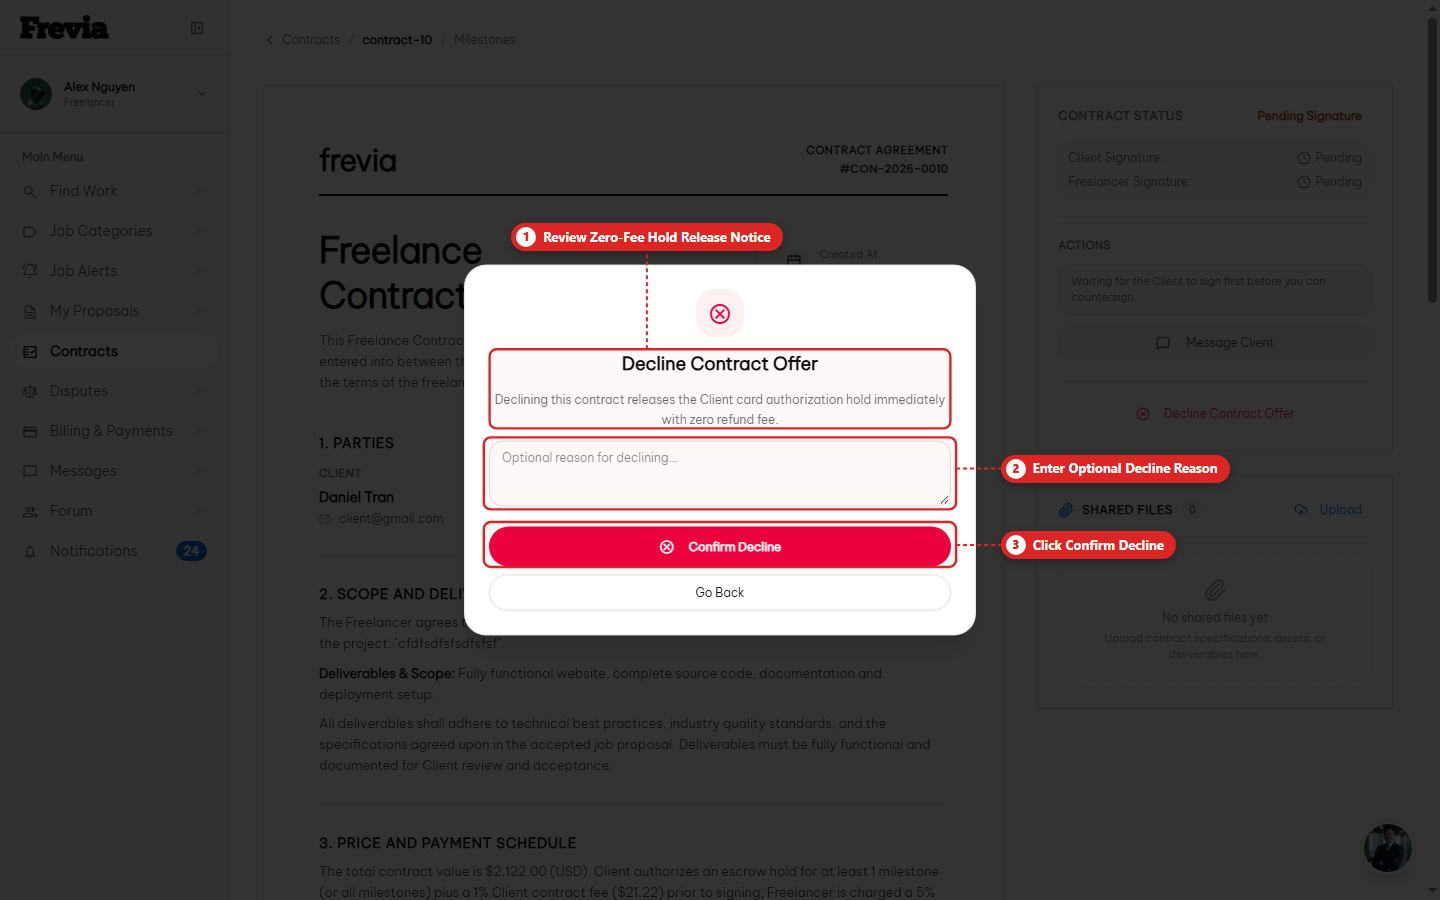 Frevia
Alex Nguyen
Freelancer
Main Menu
Find Work
Job Categories
Job Alerts
My Proposals
Contracts
Disputes
Billing & Payments
Messages
Forum
Notifications
24
Contracts / contract-10 / Milestones
frevia
CONTRACT AGREEMENT
#CON-2026-0010
Freelance
Contract
Created At
This Freelance Contrac
entered into between th
the terms of the freelan
1. PARTIES
CLIENT
Daniel Tran
client@gmail.com
2. SCOPE AND DELI
The Freelancer agrees t
the project: "cfdfsdfsfsdfsfsf".
Deliverables & Scope: Fully functional website, complete source code, documentation and
deployment setup.
All deliverables shall adhere to technical best practices, industry quality standards, and the
specifications agreed upon in the accepted job proposal. Deliverables must be fully functional and
documented for Client review and acceptance.
3. PRICE AND PAYMENT SCHEDULE
The total contract value is $2,122.00 (USD). Client authorizes an escrow hold for at least 1 milestone
(or all milestones) plus a 1% Client contract fee ($21.22) prior to signing; Freelancer is charged a 5%
1 Review Zero-Fee Hold Release Notice
Decline Contract Offer
Declining this contract releases the Client card authorization hold immediately
with zero refund fee.
Optional reason for declining...
2 Enter Optional Decline Reason
Confirm Decline
3 Click Confirm Decline
Go Back
CONTRACT STATUS
Pending Signature
Client Signature:
Pending
Freelancer Signature:
Pending
ACTIONS
Waiting for the Client to sign first before you can
countersign.
Message Client
Decline Contract Offer
SHARED FILES 0
Upload
No shared files yet
Upload contract specifications, assets, or
deliverables here.